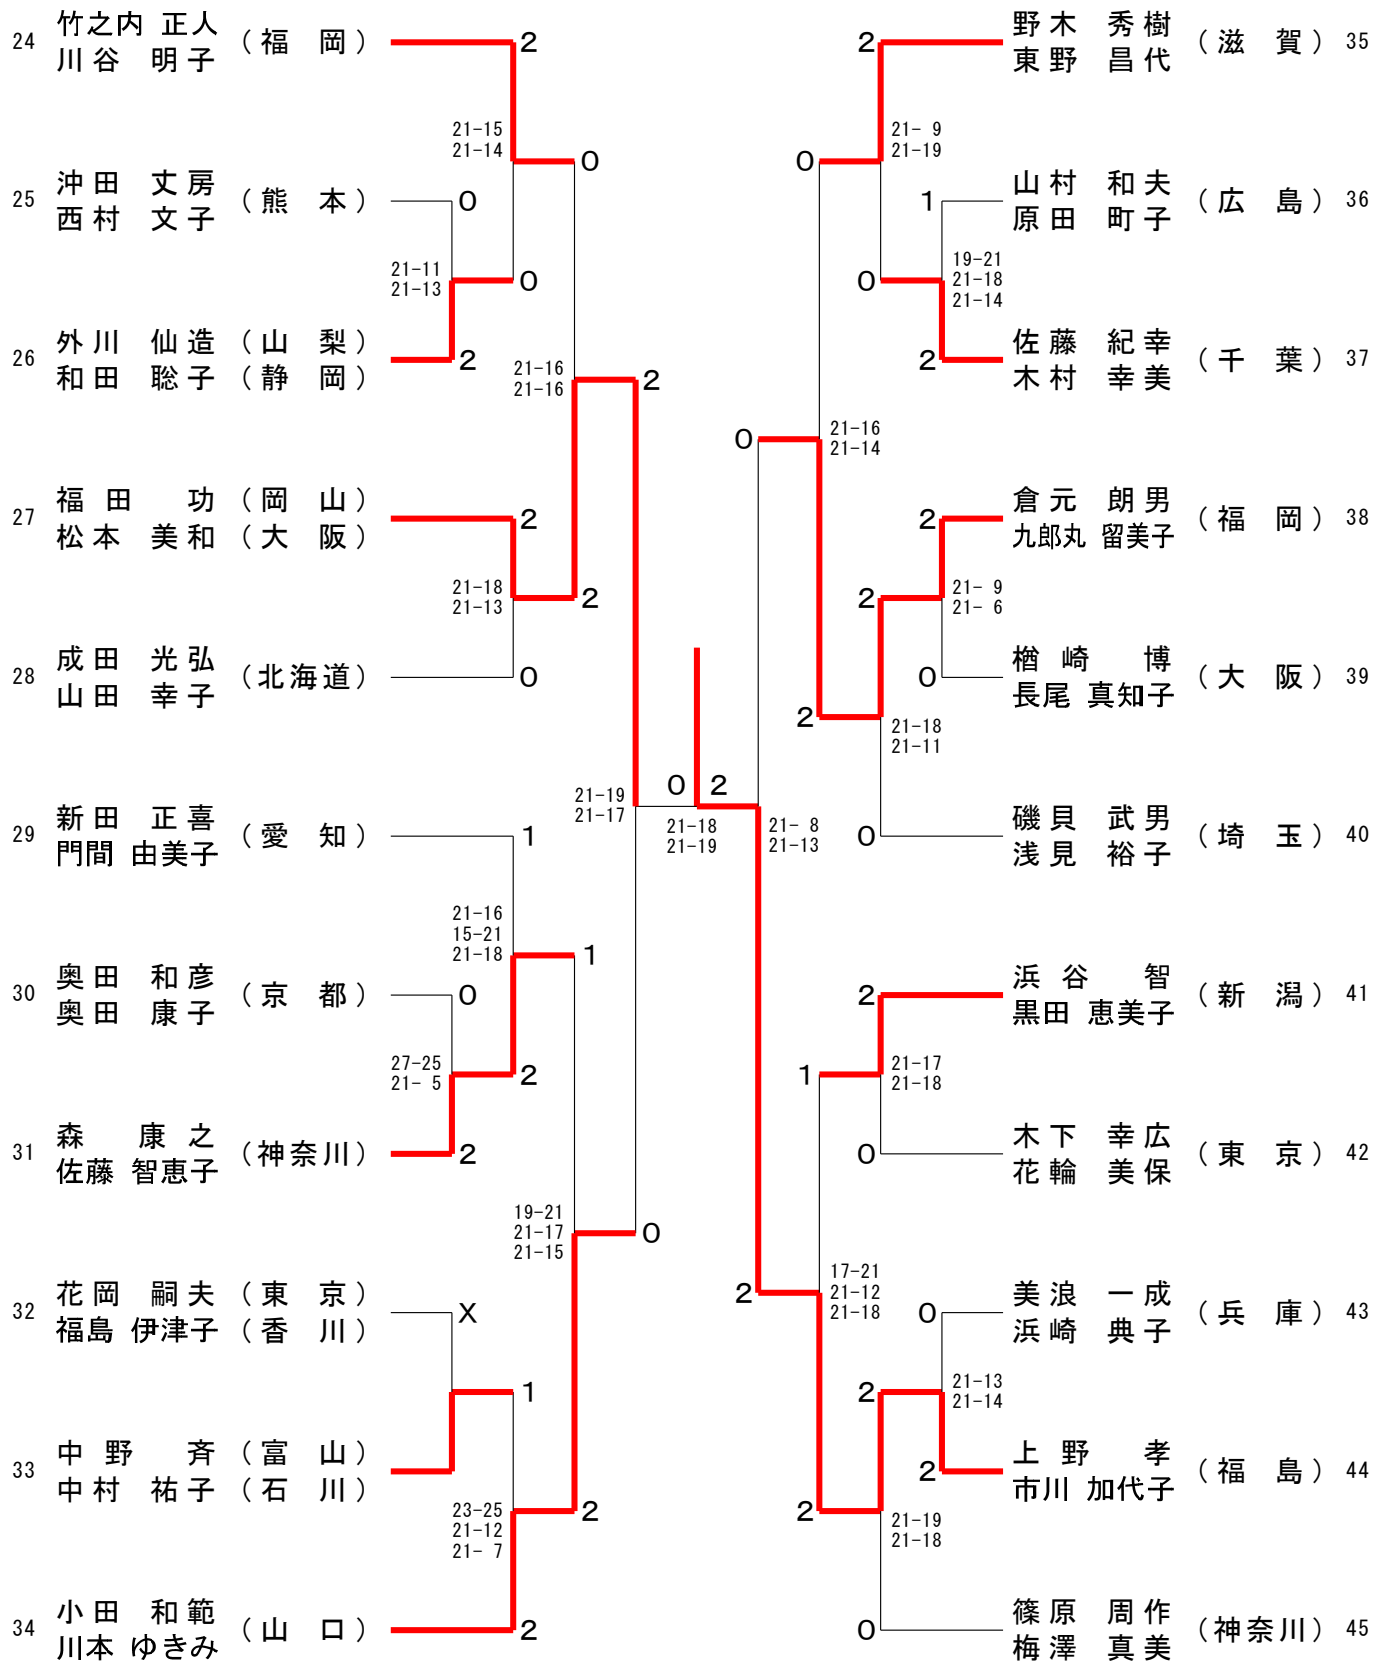 24 竹之内 正人 (福 岡) 2
川谷 明子
21-15
21-14
0
25 沖田 丈房 (熊 本) 0
西村 文子
21-11
21-13
0
26 外川 仙造 (山 梨) 2
和田 聡子 (静 岡)
21-16
21-16
2
27 福田 功 (岡 山) 2
松本 美和 (大 阪)
21-18
21-13
2
28 成田 光弘 (北海道) 0
山田 幸子
21-19
21-17
0 2
21-18
21-19
29 新田 正喜 (愛 知) 1
門間 由美子
21-16
15-21
21-18
1
30 奥田 和彦 (京 都) 0
奥田 康子
27-25
21- 5
2
31 森 康之 (神奈川) 2
佐藤 智恵子
19-21
21-17
21-15
0
32 花岡 嗣夫 (東 京) X
福島 伊津子 (香 川)
1
33 中野 斉 (富 山)
中村 祐子 (石 川)
23-25
21-12
21- 7
2
34 小田 和範 (山 口) 2
川本 ゆきみ
2 野木 秀樹 (滋 賀) 35
東野 昌代
21- 9
21-19
0
1 山村 和夫 (広 島) 36
原田 町子
19-21
21-18
21-14
0
2 佐藤 紀幸 (千 葉) 37
木村 幸美
21-16
21-14
0
2 倉元 朗男 (福 岡) 38
九郎丸 留美子
21- 9
21- 6
2
0 楢崎 博 (大 阪) 39
長尾 真知子
21-18
21-11
2
0 磯貝 武男 (埼 玉) 40
浅見 裕子
21- 8
21-13
2 浜谷 智 (新 潟) 41
黒田 恵美子
21-17
21-18
1
0 木下 幸広 (東 京) 42
花輪 美保
17-21
21-12
21-18
2
0 美浪 一成 (兵 庫) 43
浜崎 典子
21-13
21-14
2
2 上野 孝 (福 島) 44
市川 加代子
21-19
21-18
2
0 篠原 周作 (神奈川) 45
梅澤 真美